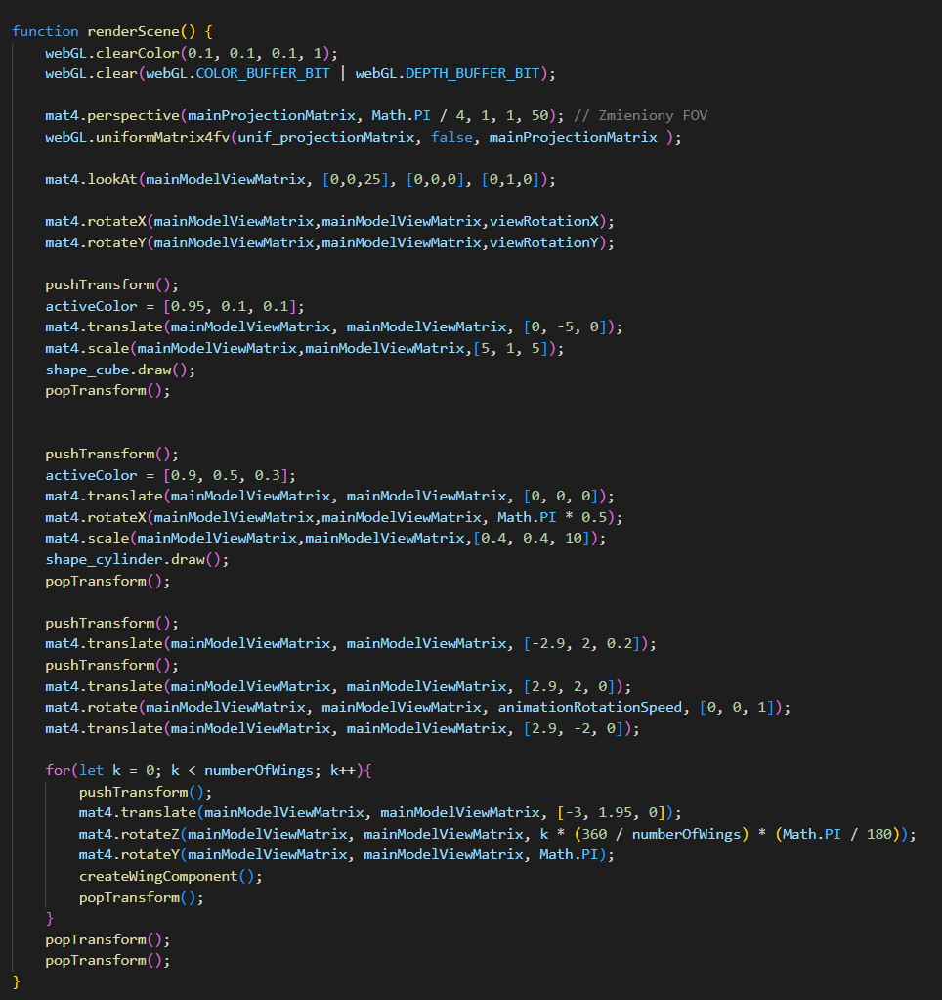 function renderScene() {
    webGL.clearColor(0.1, 0.1, 0.1, 1);
    webGL.clear(webGL.COLOR_BUFFER_BIT | webGL.DEPTH_BUFFER_BIT);

    mat4.perspective(mainProjectionMatrix, Math.PI / 4, 1, 1, 50); // Zmieniony FOV
    webGL.uniformMatrix4fv(unif_projectionMatrix, false, mainProjectionMatrix );

    mat4.lookAt(mainModelViewMatrix, [0,0,25], [0,0,0], [0,1,0]);

    mat4.rotateX(mainModelViewMatrix,mainModelViewMatrix,viewRotationX);
    mat4.rotateY(mainModelViewMatrix,mainModelViewMatrix,viewRotationY);

    pushTransform();
    activeColor = [0.95, 0.1, 0.1];
    mat4.translate(mainModelViewMatrix, mainModelViewMatrix, [0, -5, 0]);
    mat4.scale(mainModelViewMatrix,mainModelViewMatrix,[5, 1, 5]);
    shape_cube.draw();
    popTransform();


    pushTransform();
    activeColor = [0.9, 0.5, 0.3];
    mat4.translate(mainModelViewMatrix, mainModelViewMatrix, [0, 0, 0]);
    mat4.rotateX(mainModelViewMatrix,mainModelViewMatrix, Math.PI * 0.5);
    mat4.scale(mainModelViewMatrix,mainModelViewMatrix,[0.4, 0.4, 10]);
    shape_cylinder.draw();
    popTransform();

    pushTransform();
    mat4.translate(mainModelViewMatrix, mainModelViewMatrix, [-2.9, 2, 0.2]);
    pushTransform();
    mat4.translate(mainModelViewMatrix, mainModelViewMatrix, [2.9, 2, 0]);
    mat4.rotate(mainModelViewMatrix, mainModelViewMatrix, animationRotationSpeed, [0, 0, 1]);
    mat4.translate(mainModelViewMatrix, mainModelViewMatrix, [2.9, -2, 0]);

    for(let k = 0; k < numberOfWings; k++){
        pushTransform();
        mat4.translate(mainModelViewMatrix, mainModelViewMatrix, [-3, 1.95, 0]);
        mat4.rotateZ(mainModelViewMatrix, mainModelViewMatrix, k * (360 / numberOfWings) * (Math.PI / 180));
        mat4.rotateY(mainModelViewMatrix, mainModelViewMatrix, Math.PI);
        createWingComponent();
        popTransform();
    }
    popTransform();
    popTransform();
}